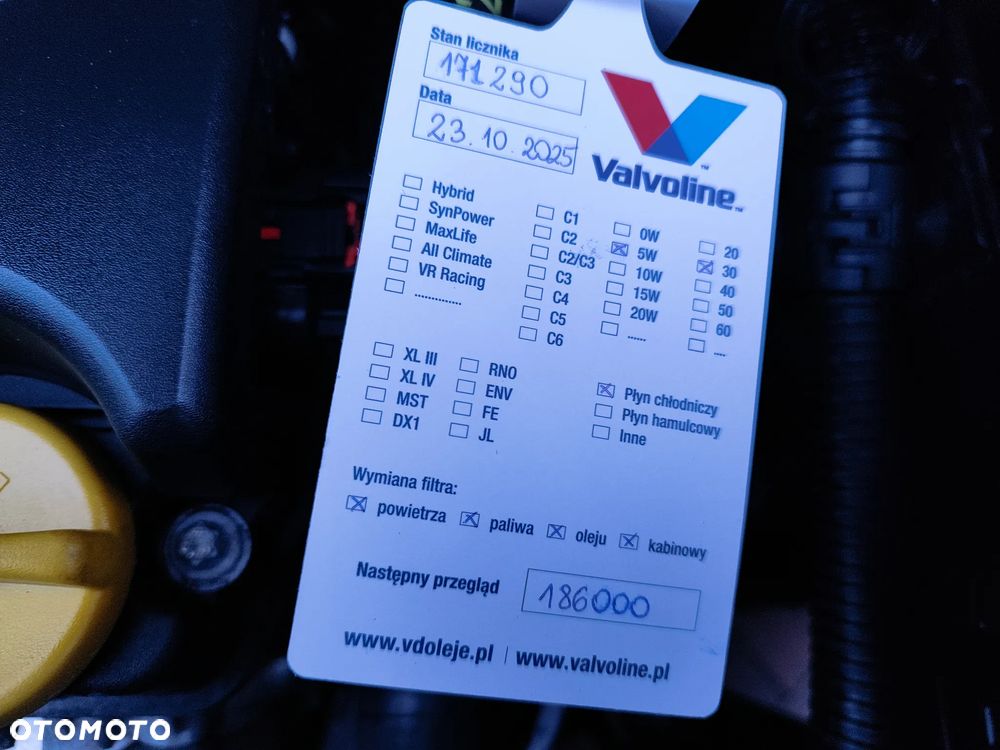 Stan licznika
171290
Data
23.10.2025
Valvoline™
Hybrid
SynPower
MaxLife
All Climate
VR Racing
..............
C1
C2
C2/C3
C3
C4
C5
C6
0W
5W
10W
15W
20W
......
20
30
40
50
60
....
XL III
XL IV
MST
DX1
RNO
ENV
FE
JL
Płyn chłodniczy
Płyn hamulcowy
Inne
Wymiana filtra:
powietrza paliwa oleju kabinowy
Następny przegląd 186000
www.vdoleje.pl | www.valvoline.pl
OTOMOTO